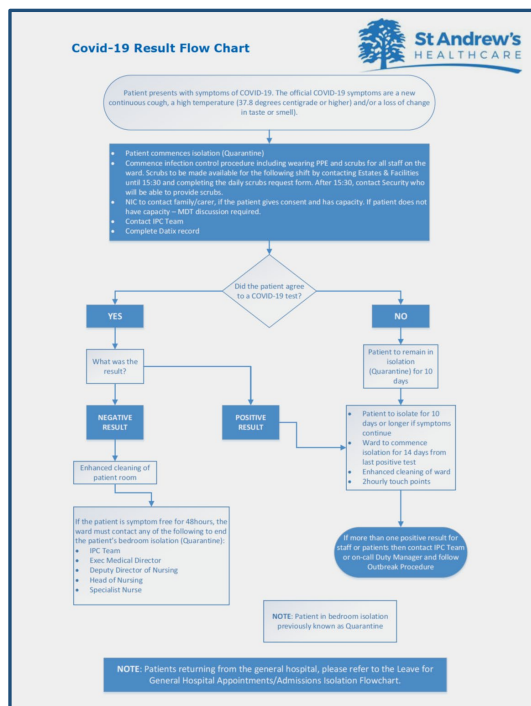 Covid-19 Result Flow Chart
St Andrew's
HEALTHCARE
Patient presents with symptoms of COVID-19. The official COVID-19 symptoms are a new
continuous cough, a high temperature (37.8 degrees centigrade or higher) and/or a loss of change
in taste or smell).
• Patient commences isolation (Quarantine)
• Commence infection control procedure including wearing PPE and scrubs for all staff on the
ward. Scrubs to be made available for the following shift by contacting Estates & Facilities
until 15:30 and completing the daily scrubs request form. After 15:30, contact Security who
will be able to provide scrubs.
• NIC to contact family/carer, if the patient gives consent and has capacity. If patient does not
have capacity – MDT discussion required.
• Contact IPC Team
• Complete Datix record
Did the patient agree
to a COVID-19 test?
YES
NO
What was the
result?
Patient to remain in
isolation
(Quarantine) for 10
days
NEGATIVE
RESULT
POSITIVE
RESULT
• Patient to isolate for 10
days or longer if symptoms
continue
• Ward to commence
isolation for 14 days from
last positive test
• Enhanced cleaning of ward
• 2hourly touch points
Enhanced cleaning of
patient room
If the patient is symptom free for 48hours, the
ward must contact any of the following to end
the patient's bedroom isolation (Quarantine):
• IPC Team
• Exec Medical Director
• Deputy Director of Nursing
• Head of Nursing
• Specialist Nurse
If more than one positive result for
staff or patients then contact IPC Team
or on-call Duty Manager and follow
Outbreak Procedure
NOTE: Patient in bedroom isolation
previously known as Quarantine
NOTE: Patients returning from the general hospital, please refer to the Leave for
General Hospital Appointments/Admissions Isolation Flowchart.